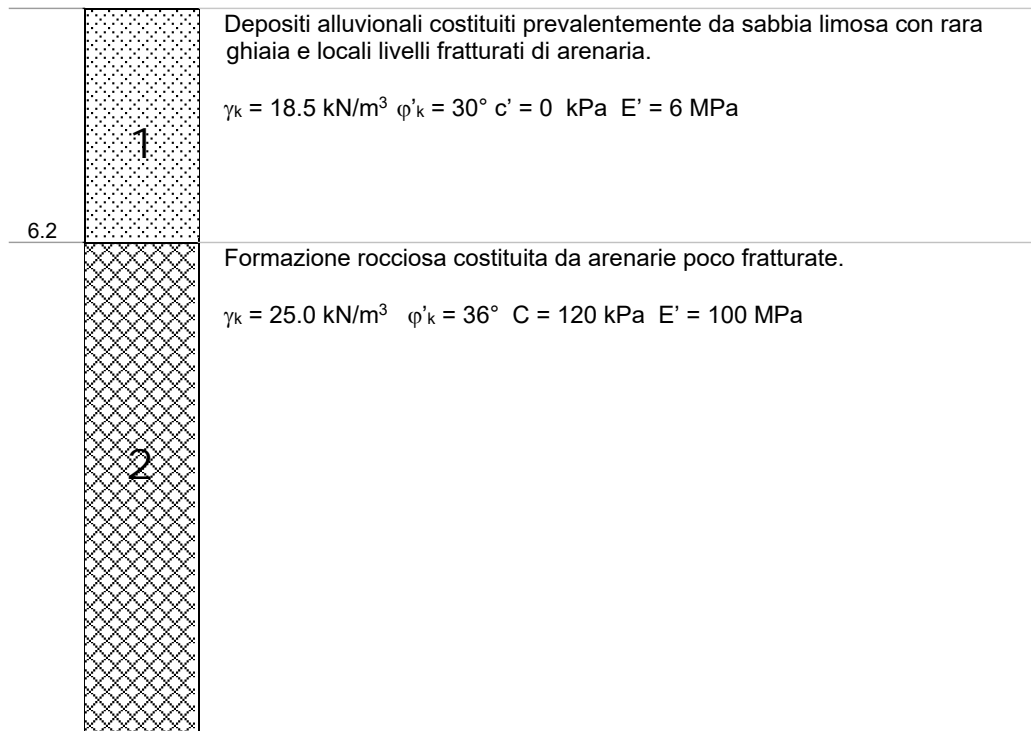 Depositi alluvionali costituiti prevalentemente da sabbia limosa con rara
ghiaia e locali livelli fratturati di arenaria.
γk = 18.5 kN/m³ φ'k = 30° c' = 0 kPa E' = 6 MPa
1
6.2
Formazione rocciosa costituita da arenarie poco fratturate.
γk = 25.0 kN/m³ φ'k = 36° C = 120 kPa E' = 100 MPa
2